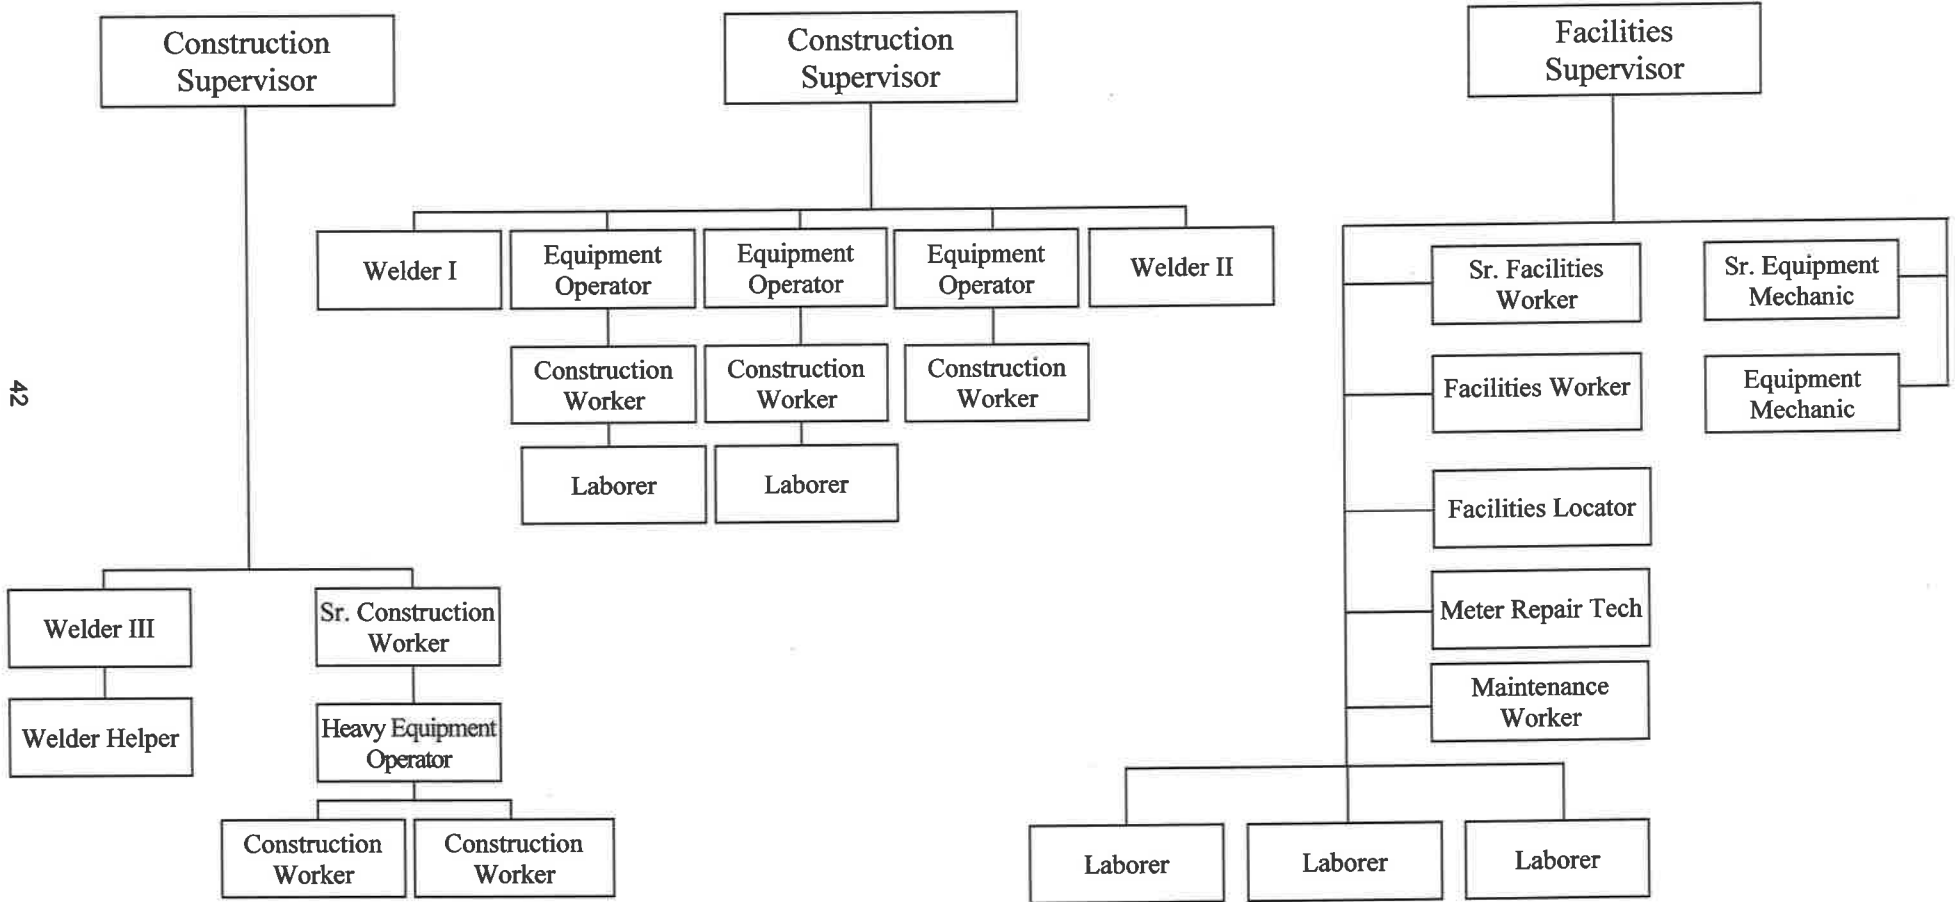 Construction
Supervisor
Construction
Supervisor
Facilities
Supervisor
Welder I
Equipment
Operator
Equipment
Operator
Equipment
Operator
Welder II
Construction
Worker
Construction
Worker
Construction
Worker
Laborer
Laborer
Welder III
Welder Helper
Sr. Construction
Worker
Heavy Equipment
Operator
Construction
Worker
Construction
Worker
Sr. Facilities
Worker
Facilities Worker
Facilities Locator
Meter Repair Tech
Maintenance
Worker
Sr. Equipment
Mechanic
Equipment
Mechanic
Laborer
Laborer
Laborer
42